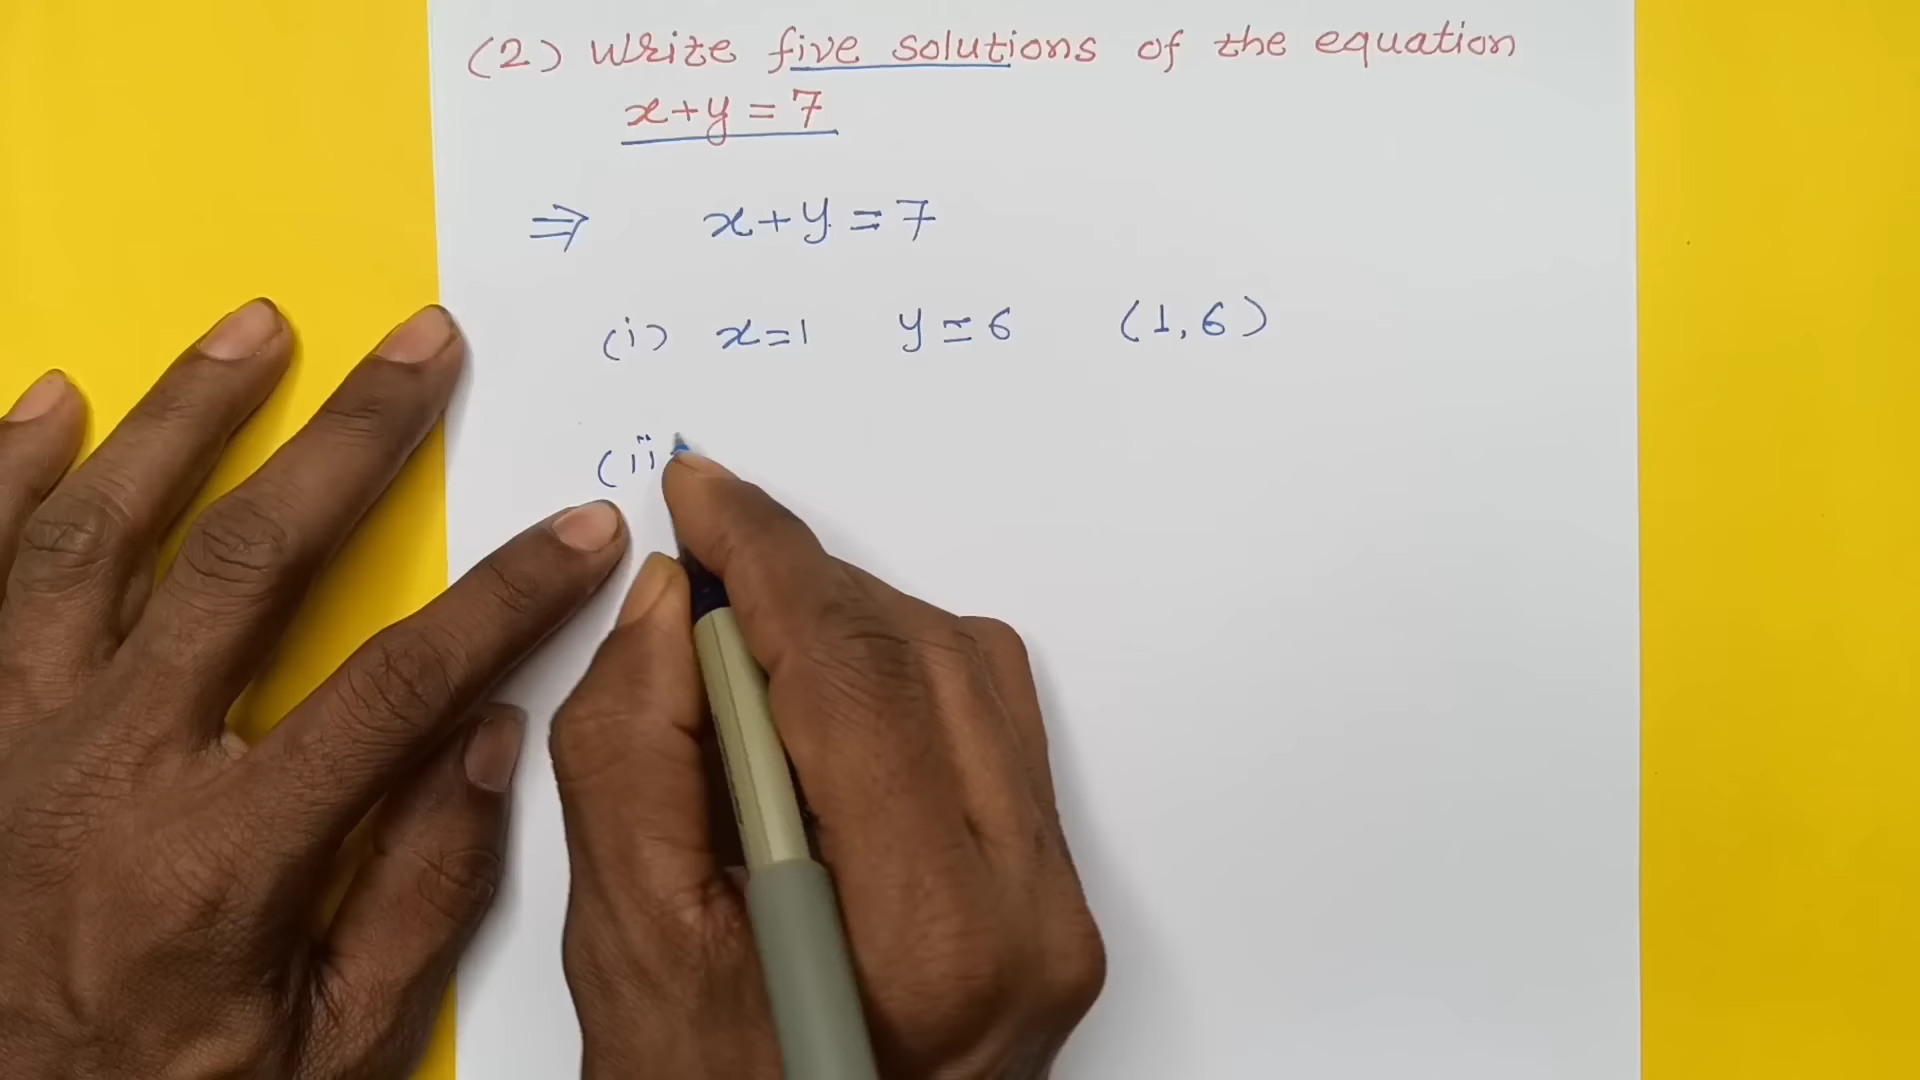 (2) Write five solutions of the equation
x+y=7
⇒ x+y=7
(i) x=1 y=6 (1,6)
(ii